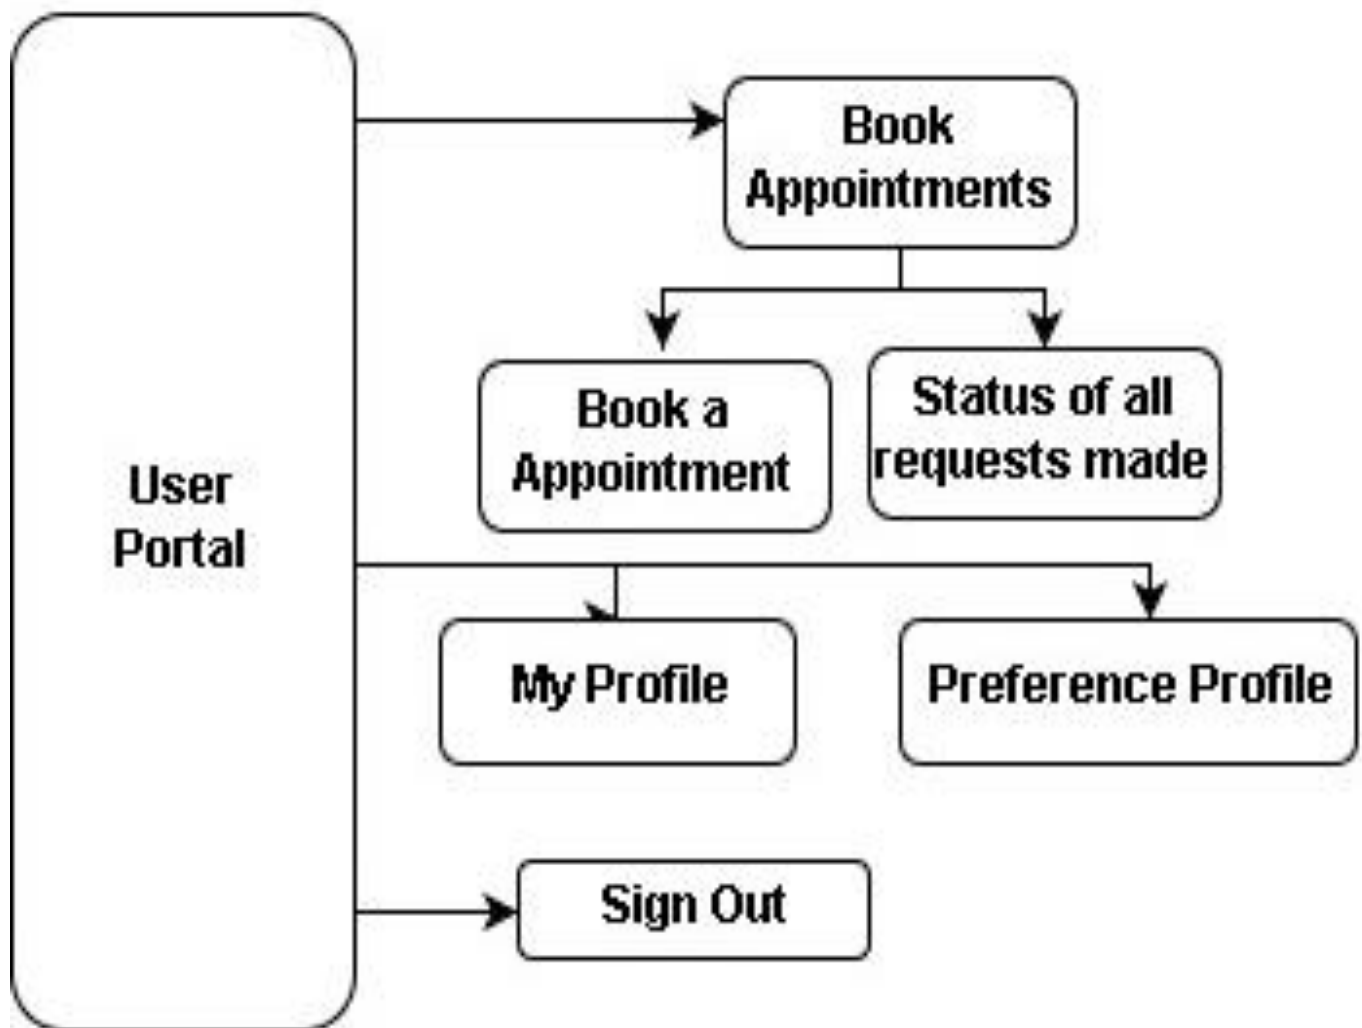 Book
Appointments
Book a
Appointment
Status of all
requests made
User
Portal
My Profile
Preference Profile
Sign Out